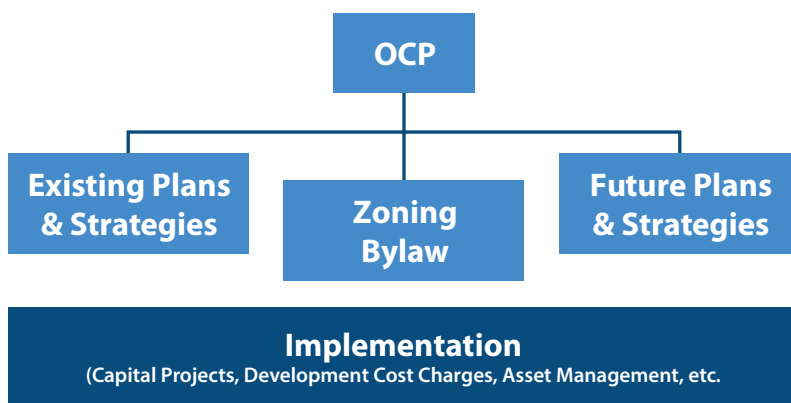 OCP
Existing Plans
& Strategies
Zoning
Bylaw
Future Plans
& Strategies
Implementation
(Capital Projects, Development Cost Charges, Asset Management, etc.